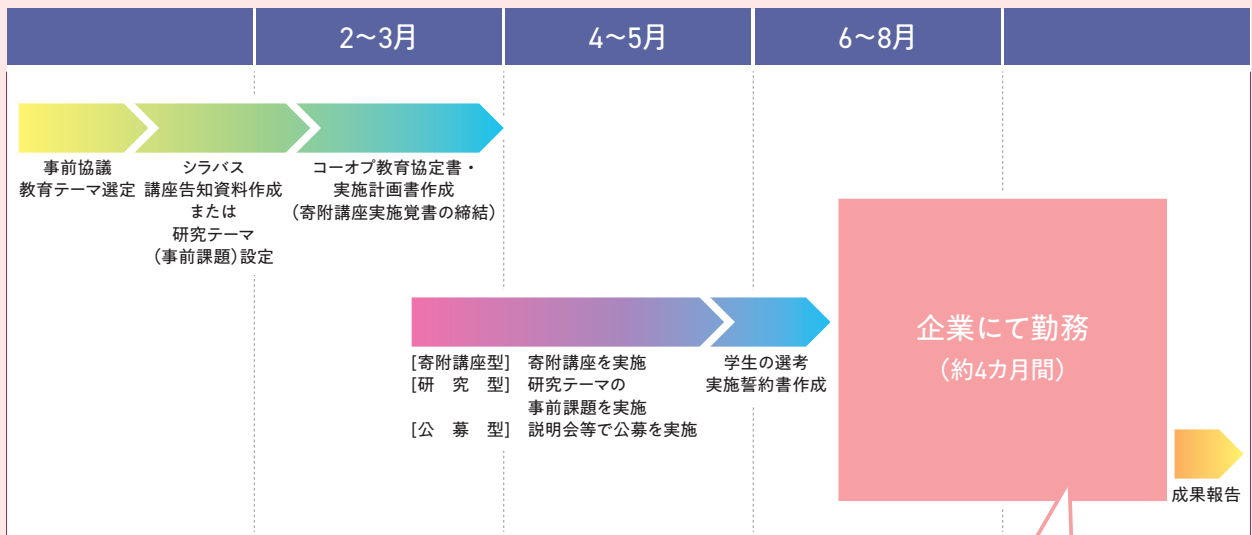 2～3月
4～5月
6～8月
事前協議
教育テーマ選定
シラバス
講座告知資料作成
または
研究テーマ
（事前課題）設定
コーオプ教育協定書・
実施計画書作成
（寄附講座実施覚書の締結）
[寄附講座型] 寄附講座を実施
[研　究　型] 研究テーマの
事前課題を実施
[公　募　型] 説明会等で公募を実施
学生の選考
実施誓約書作成
企業にて勤務
（約4カ月間）
成果報告